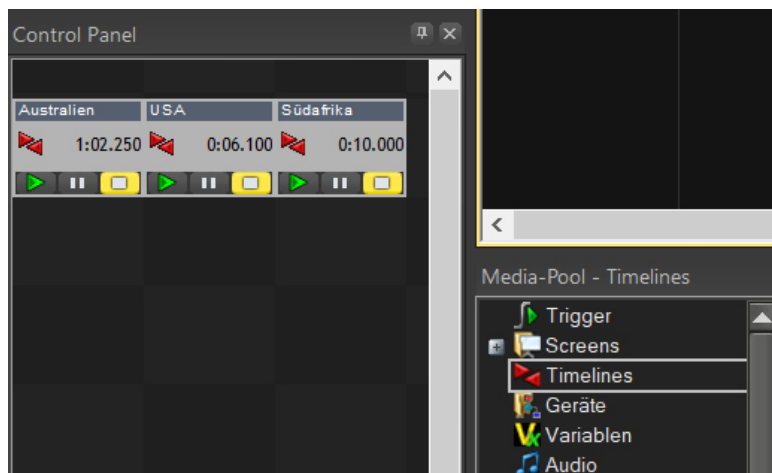 Control Panel
Australien USA Südafrika
1:02.250 0:06.100 0:10.000
Media-Pool - Timelines
Trigger
Screens
Timelines
Geräte
Variablen
Audio